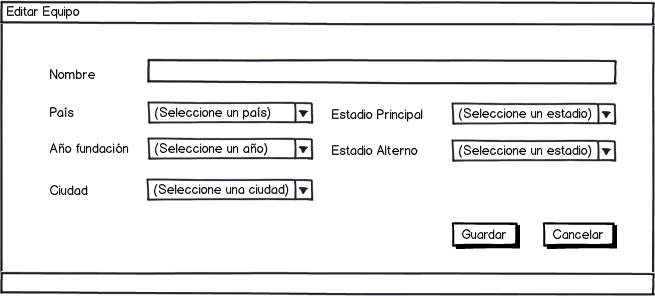 Editar Equipo
Nombre
País (Seleccione un país) Estadio Principal (Seleccione un estadio)
Año fundación (Seleccione un año) Estadio Alterno (Seleccione un estadio)
Ciudad (Seleccione una ciudad)
Guardar Cancelar